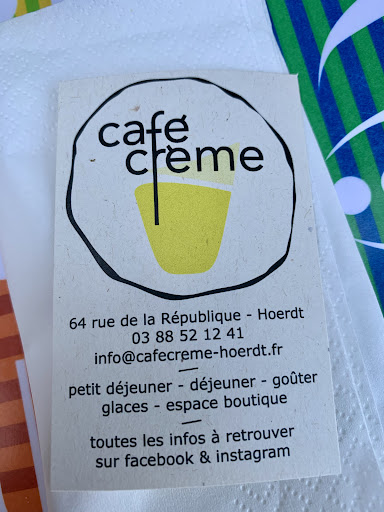 café
crème
64 rue de la République - Hoerdt
03 88 52 12 41
info@cafecreme-hoerdt.fr
petit déjeuner - déjeuner - goûter
glaces - espace boutique
toutes les infos à retrouver
sur facebook & instagram